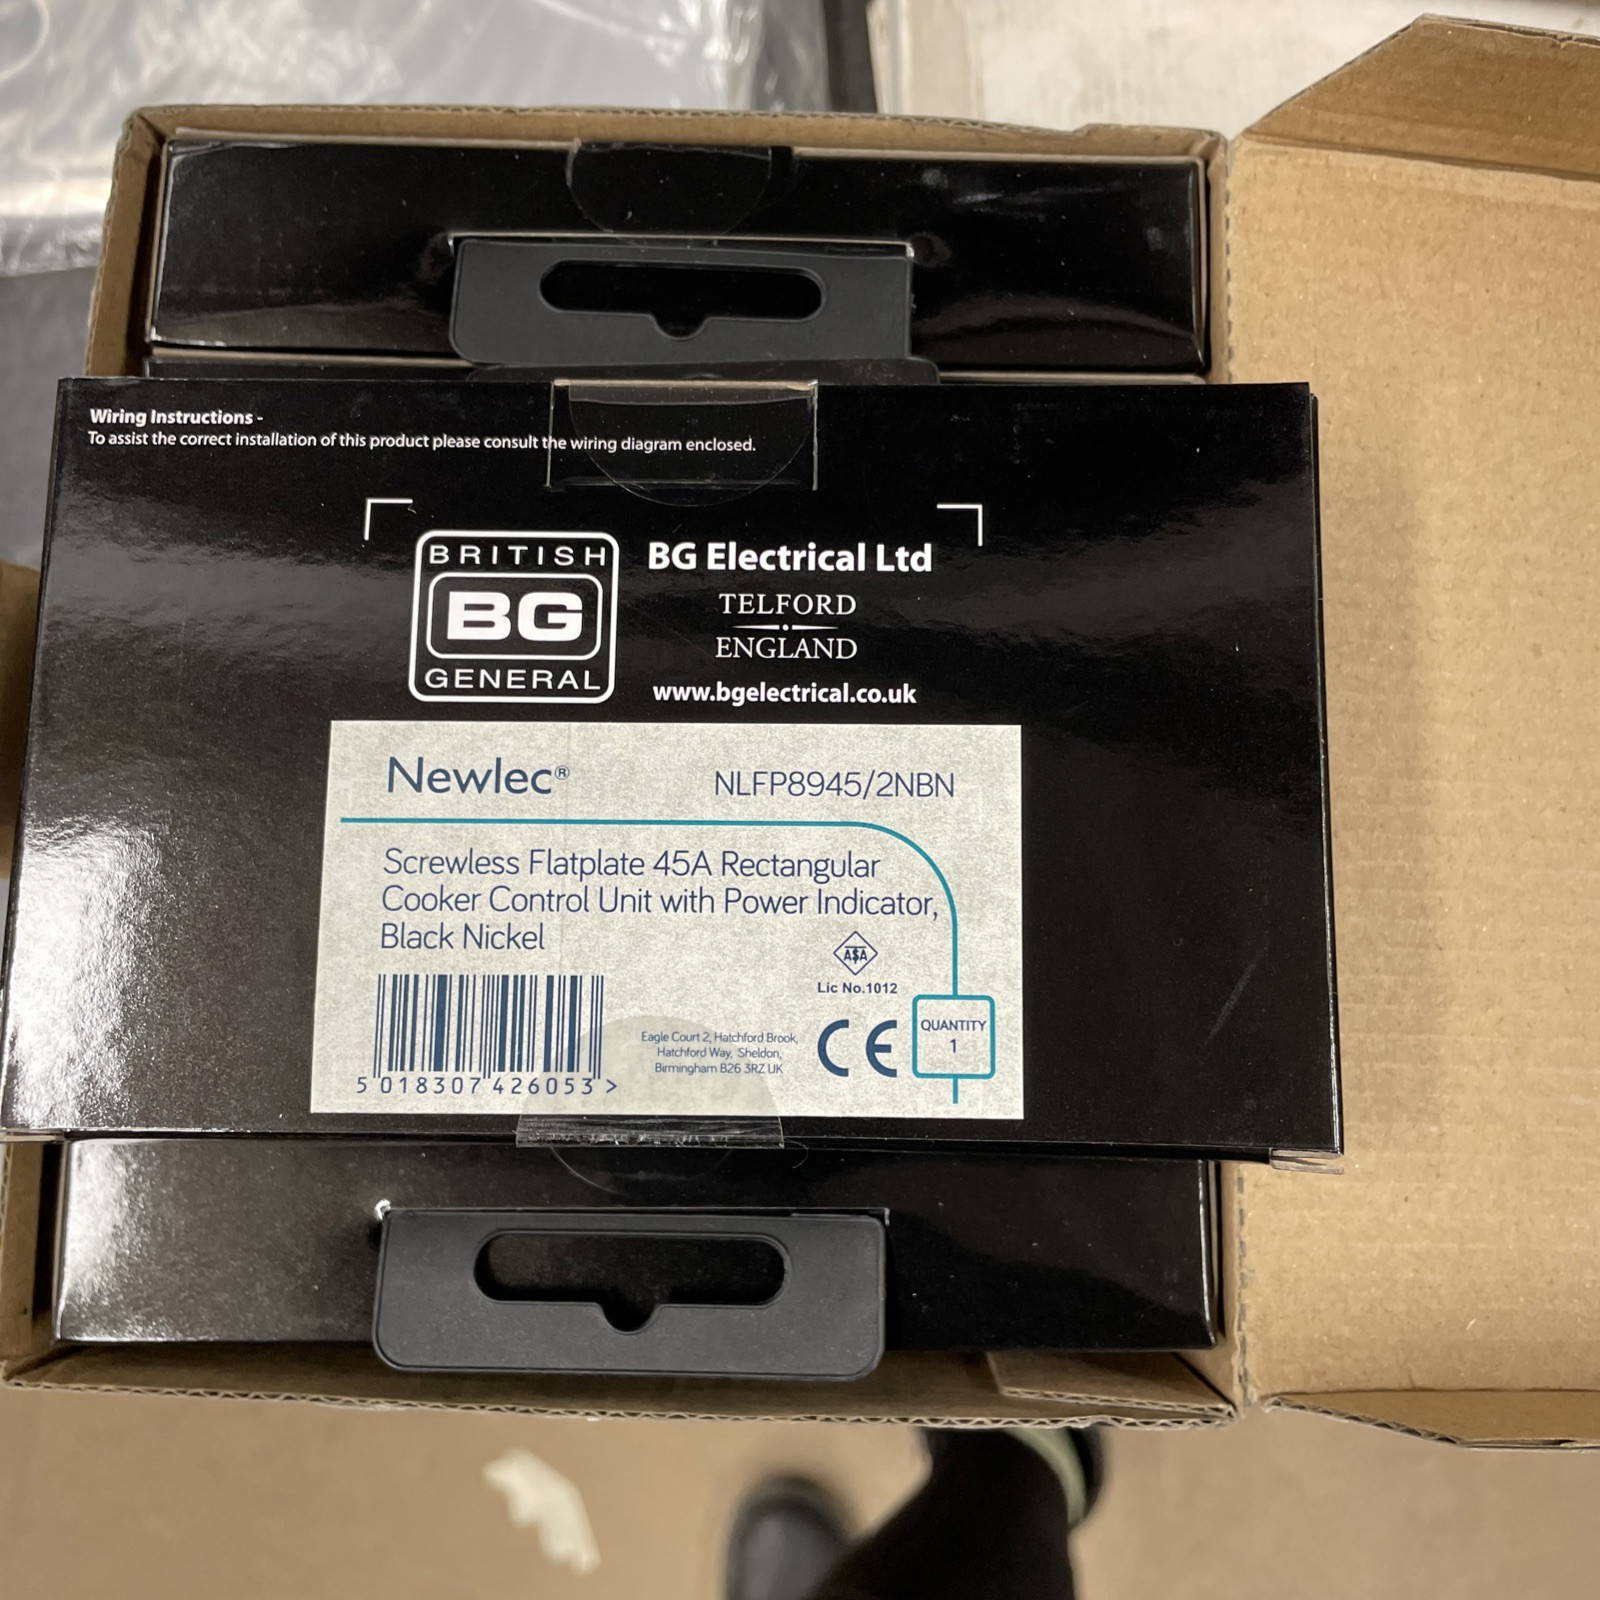 Wiring Instructions -
To assist the correct installation of this product please consult the wiring diagram enclosed.
BRITISH
BG
GENERAL
BG Electrical Ltd
TELFORD
ENGLAND
www.bgelectrical.co.uk
Newlec®
NLFP8945/2NBN
Screwless Flatplate 45A Rectangular
Cooker Control Unit with Power Indicator,
Black Nickel
ASA
Lic No.1012
5 018307 426053 >
Eagle Court 2, Hatchford Brook,
Hatchford Way, Sheldon,
Birmingham B26 3RZ UK
CE
QUANTITY
1